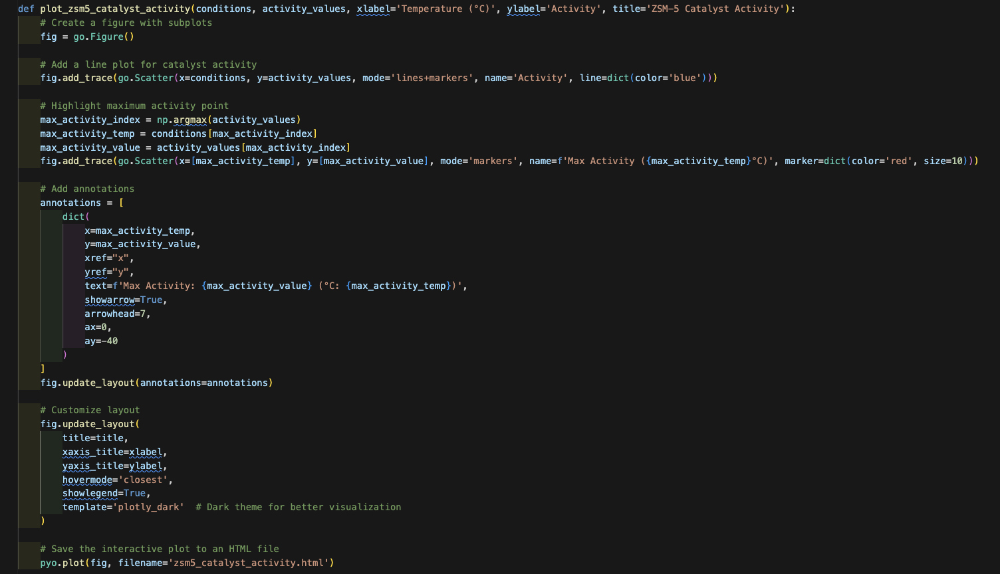 def plot_zsm5_catalyst_activity(conditions, activity_values, xlabel='Temperature (°C)', ylabel='Activity', title='ZSM-5 Catalyst Activity'):
    # Create a figure with subplots
    fig = go.Figure()

    # Add a line plot for catalyst activity
    fig.add_trace(go.Scatter(x=conditions, y=activity_values, mode='lines+markers', name='Activity', line=dict(color='blue')))

    # Highlight maximum activity point
    max_activity_index = np.argmax(activity_values)
    max_activity_temp = conditions[max_activity_index]
    max_activity_value = activity_values[max_activity_index]
    fig.add_trace(go.Scatter(x=[max_activity_temp], y=[max_activity_value], mode='markers', name=f'Max Activity ({max_activity_temp}°C)', marker=dict(color='red', size=10)))

    # Add annotations
    annotations = [
        dict(
            x=max_activity_temp,
            y=max_activity_value,
            xref="x",
            yref="y",
            text=f'Max Activity: {max_activity_value} (°C: {max_activity_temp})',
            showarrow=True,
            arrowhead=7,
            ax=0,
            ay=-40
        )
    ]
    fig.update_layout(annotations=annotations)

    # Customize layout
    fig.update_layout(
        title=title,
        xaxis_title=xlabel,
        yaxis_title=ylabel,
        hovermode='closest',
        showlegend=True,
        template='plotly_dark'  # Dark theme for better visualization
    )

    # Save the interactive plot to an HTML file
    pyo.plot(fig, filename='zsm5_catalyst_activity.html')